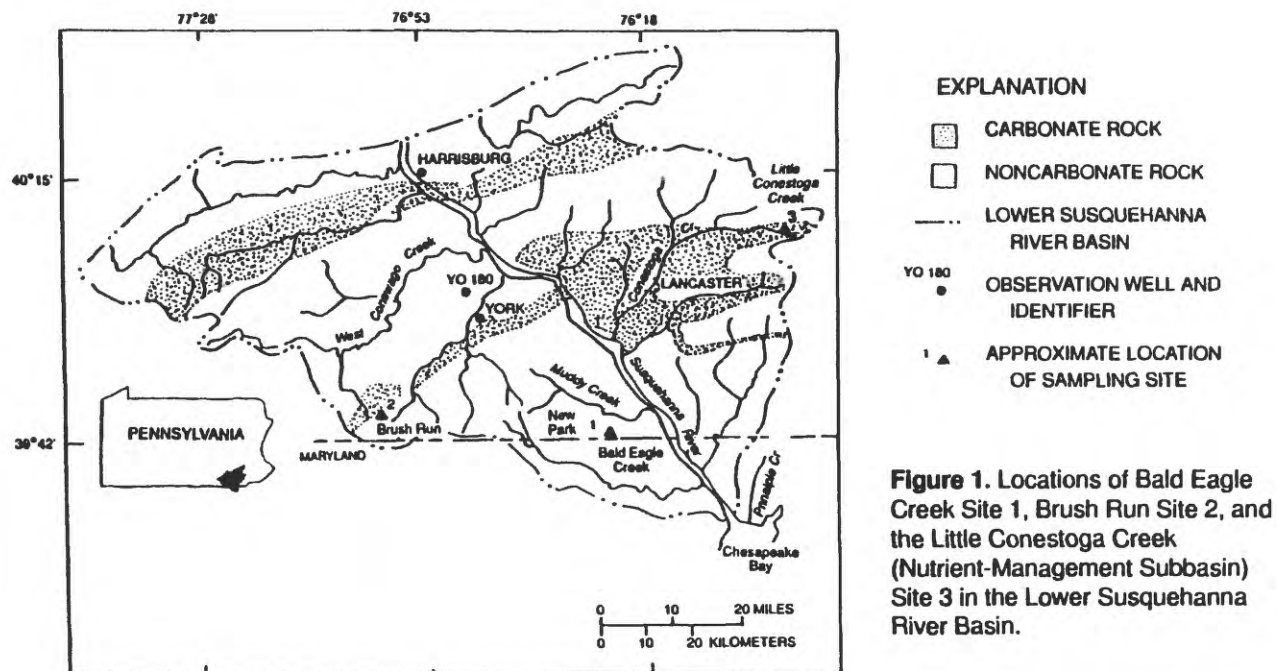 77° 28'
76° 53'
76° 18'
40° 15'
39° 42'
HARRISBURG
Little
Conestoga
Creek
3
West Conewago Creek
YO 180
YORK
Conestoga Cr
LANCASTER
2
Brush Run
Muddy Creek
Susquehanna River
New
Park
1
Bald Eagle
Creek
PENNSYLVANIA
MARYLAND
Chesapeake
Bay
0 10 20 MILES
0 10 20 KILOMETERS
EXPLANATION
CARBONATE ROCK
NONCARBONATE ROCK
LOWER SUSQUEHANNA
RIVER BASIN
YO 180
OBSERVATION WELL AND
IDENTIFIER
1
APPROXIMATE LOCATION
OF SAMPLING SITE
Figure 1. Locations of Bald Eagle
Creek Site 1, Brush Run Site 2, and
the Little Conestoga Creek
(Nutrient-Management Subbasin)
Site 3 in the Lower Susquehanna
River Basin.